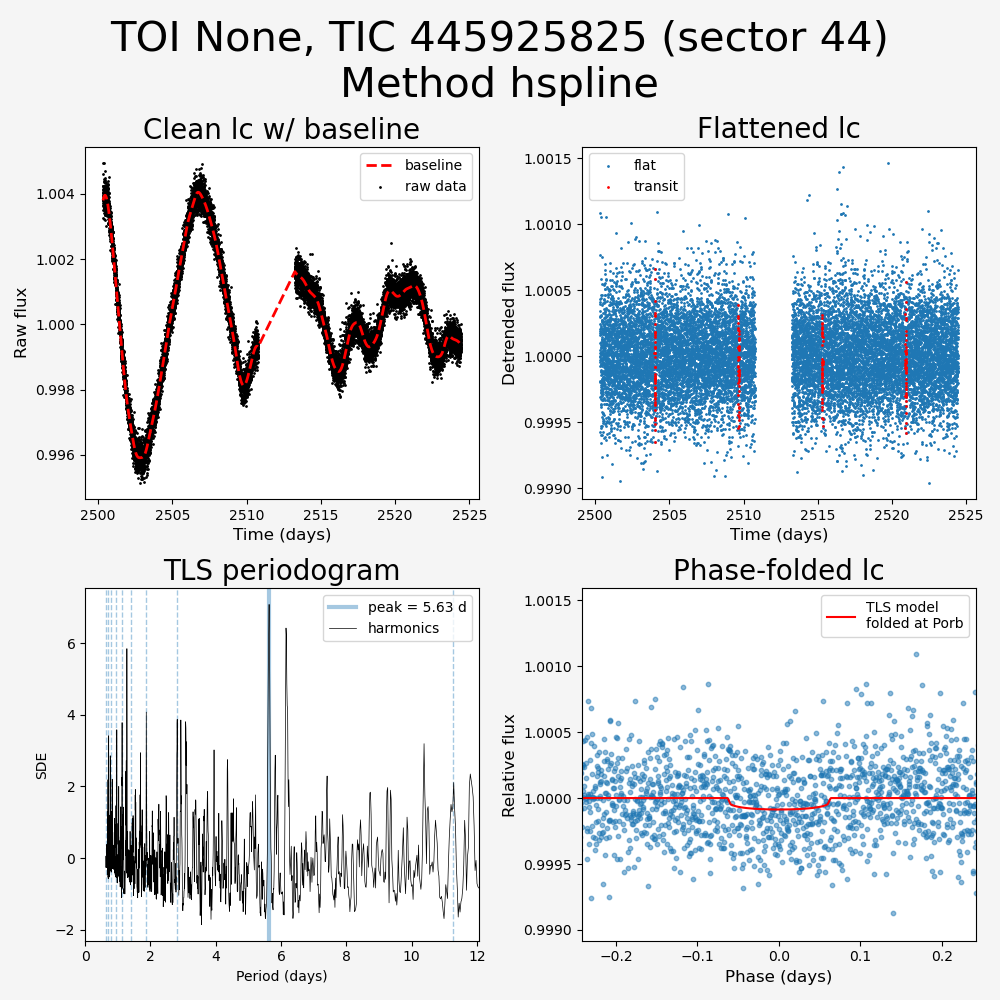 TOI None, TIC 445925825 (sector 44)
Method hspline
Clean lc w/ baseline
baseline
raw data
1.004
1.002
1.000
0.998
0.996
Raw flux
2500
2505
2510
2515
2520
2525
Time (days)
Flattened lc
flat
transit
1.0015
1.0010
1.0005
1.0000
0.9995
0.9990
Detrended flux
2500
2505
2510
2515
2520
2525
Time (days)
TLS periodogram
peak = 5.63 d
harmonics
6
4
2
0
−2
SDE
0
2
4
6
8
10
12
Period (days)
Phase-folded lc
TLS model
folded at Porb
1.0015
1.0010
1.0005
1.0000
0.9995
0.9990
Relative flux
−0.2
−0.1
0.0
0.1
0.2
Phase (days)